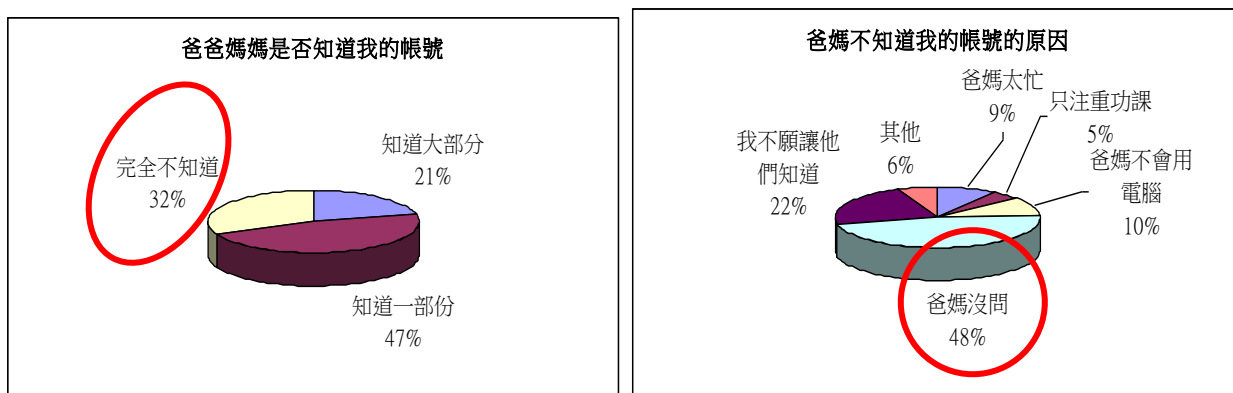 爸爸媽媽是否知道我的帳號
完全不知道
32%
知道大部分
21%
知道一部份
47%
爸媽不知道我的帳號的原因
爸媽太忙
9%
只注重功課
5%
爸媽不會用
電腦
10%
爸媽沒問
48%
我不願讓他
們知道
22%
其他
6%